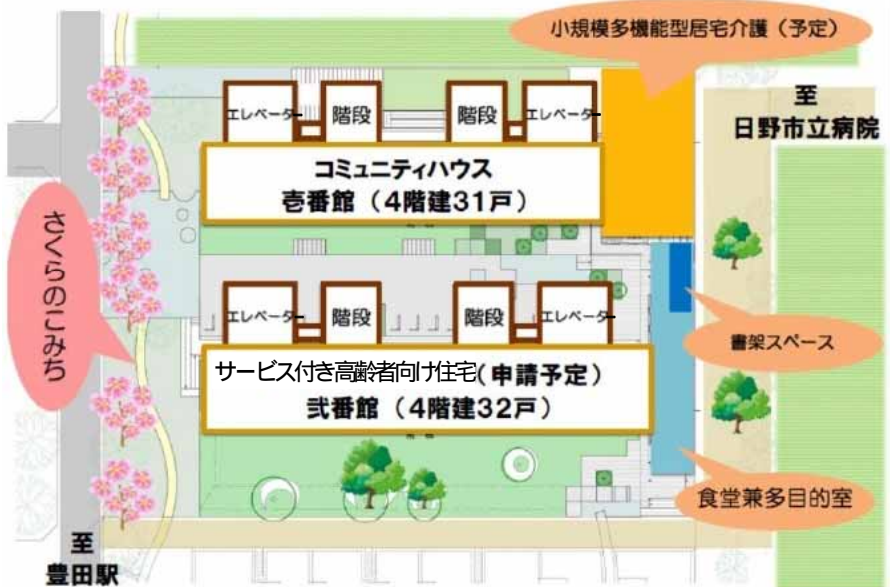 小規模多機能型居宅介護（予定）
至
日野市立病院
エレベーター
階段
階段
エレベーター
コミュニティハウス
壱番館（4階建31戸）
さくらのこみち
エレベーター
階段
階段
エレベーター
書架スペース
サービス付き高齢者向け住宅(申請予定)
弐番館（4階建32戸）
食堂兼多目的室
至
豊田駅